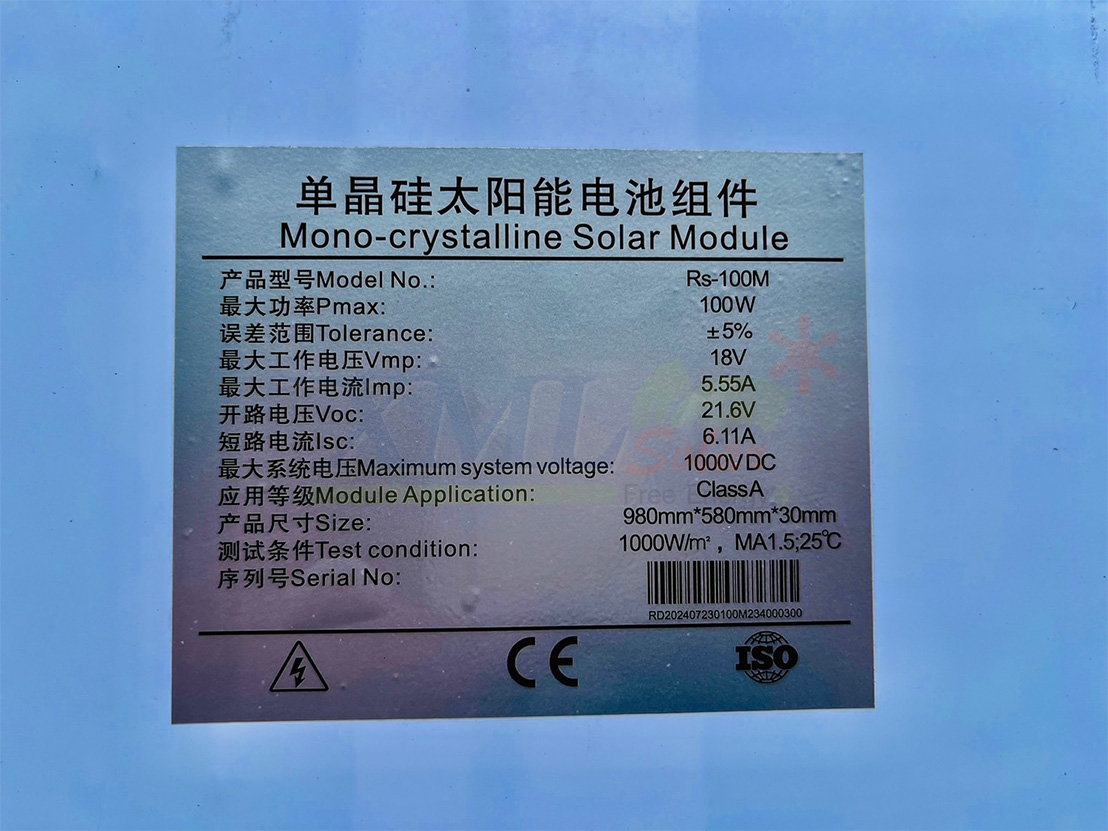 单晶硅太阳能电池组件
Mono-crystalline Solar Module
产品型号Model No.: Rs-100M
最大功率Pmax: 100W
误差范围Tolerance: ±5%
最大工作电压Vmp: 18V
最大工作电流Imp: 5.55A
开路电压Voc: 21.6V
短路电流Isc: 6.11A
最大系统电压Maximum system voltage: 1000VDC
应用等级Module Application: ClassA
产品尺寸Size: 980mm*580mm*30mm
测试条件Test condition: 1000W/m², MA1.5;25℃
序列号Serial No:
RD202407230100M234000300
CE
ISO
Free